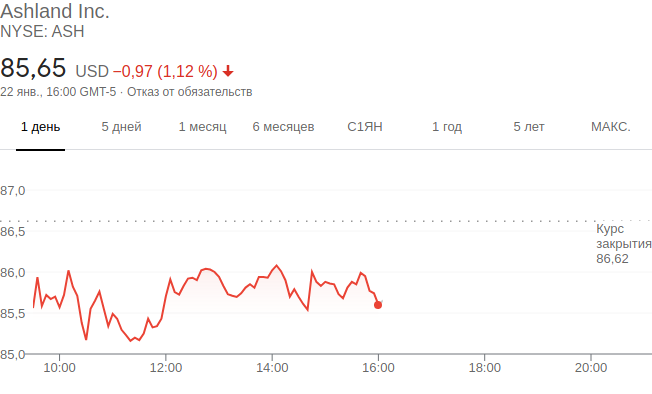 Ashland Inc.
NYSE: ASH
85,65 USD −0,97 (1,12 %)
22 янв., 16:00 GMT-5 · Отказ от обязательств
1 день 5 дней 1 месяц 6 месяцев С1ЯН 1 год 5 лет МАКС.
87,0
86,5
Курс
закрытия
86,62
86,0
85,5
85,0
10:00 12:00 14:00 16:00 18:00 20:00